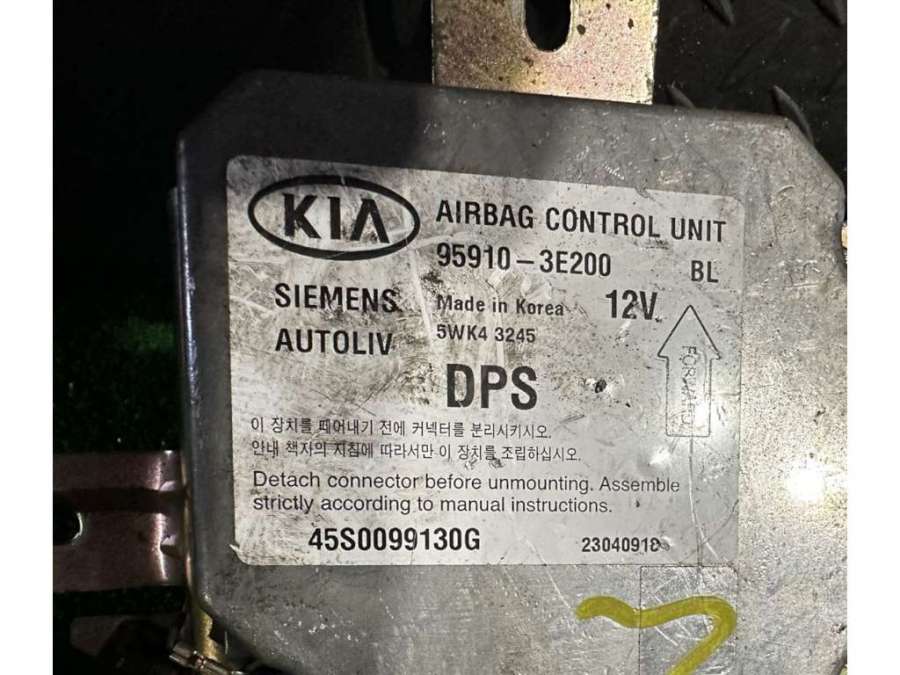 KIA AIRBAG CONTROL UNIT
95910-3E200 BL
SIEMENS Made in Korea 12V
AUTOLIV 5WK4 3245
FORWARD
DPS
이 장치를 떼어내기 전에 커넥터를 분리시키시오.
안내 책자의 지침에 따라서만 이 장치를 조립하십시오.
Detach connector before unmounting. Assemble
strictly according to manual instructions.
45S0099130G